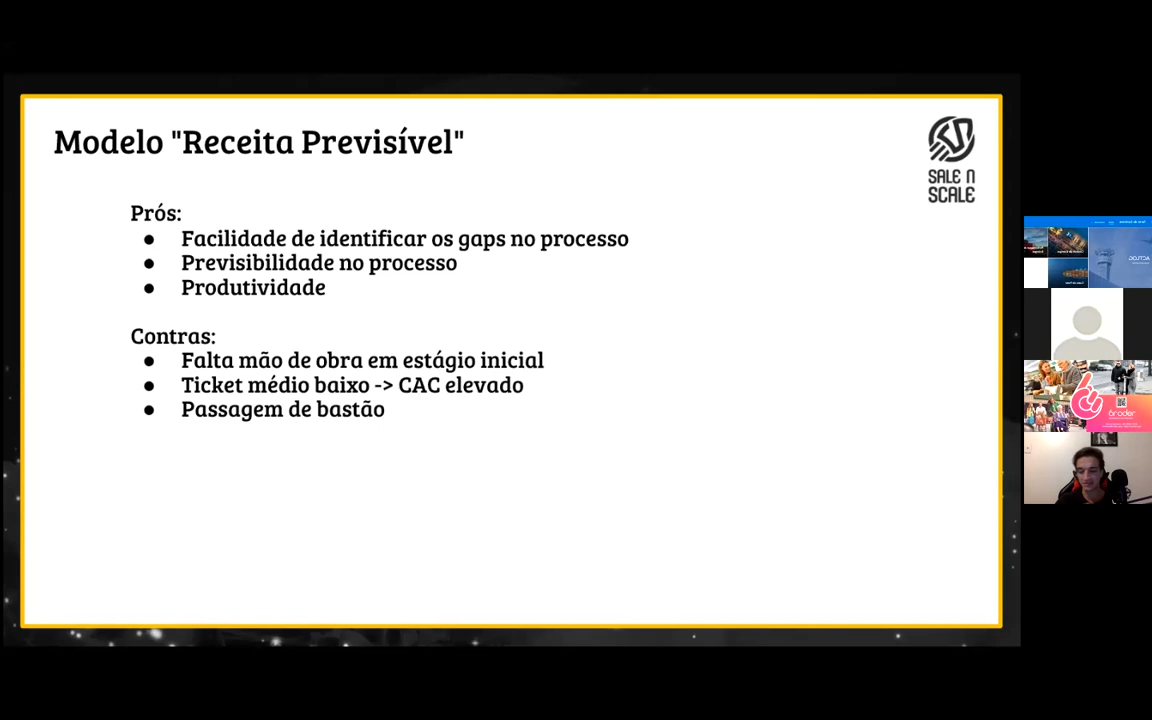 Modelo "Receita Previsível"
SALE N
SCALE
Prós:
● Facilidade de identificar os gaps no processo
● Previsibilidade no processo
● Produtividade
Contras:
● Falta mão de obra em estágio inicial
● Ticket médio baixo -> CAC elevado
● Passagem de bastão